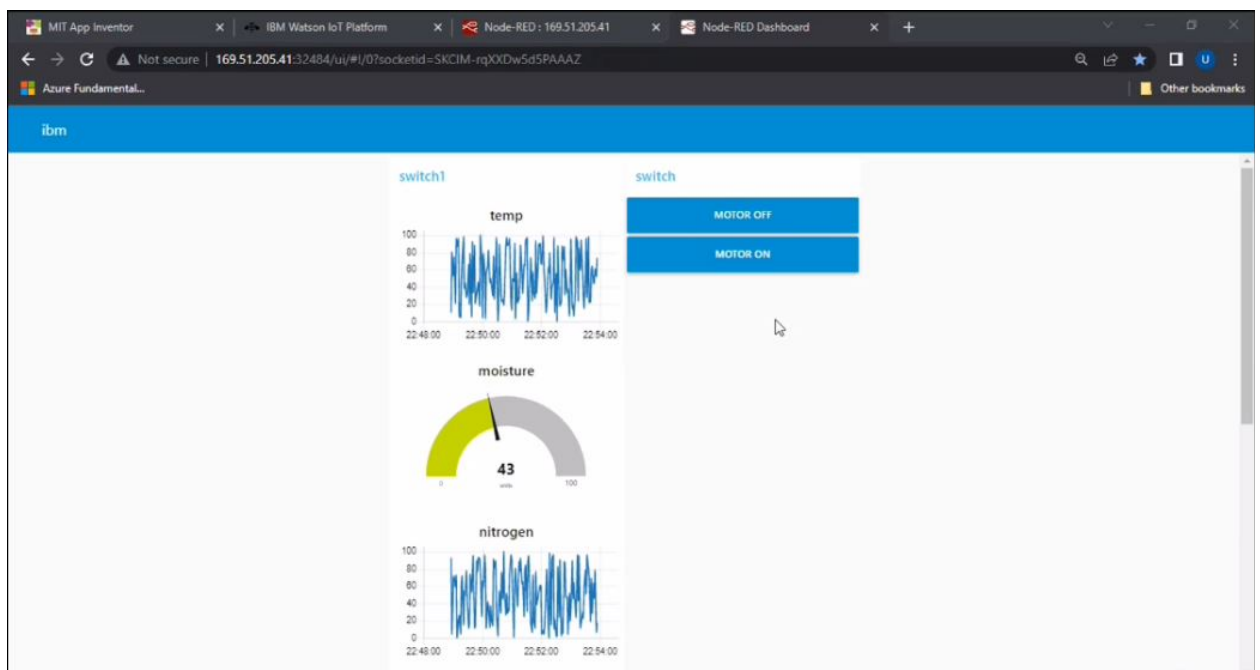 MIT App Inventor
IBM Watson IoT Platform
Node-RED : 169.51.205.41
Node-RED Dashboard
Not secure | 169.51.205.41:32484/ui/#!/0?socketid=SKCIM-rqXXDw5d5PAAAZ
U
Azure Fundamental...
Other bookmarks
ibm
switch1
temp
100
80
60
40
20
0
22:48:00 22:50:00 22:52:00 22:54:00
moisture
43
units
0 100
nitrogen
100
80
60
40
20
0
22:48:00 22:50:00 22:52:00 22:54:00
switch
MOTOR OFF
MOTOR ON